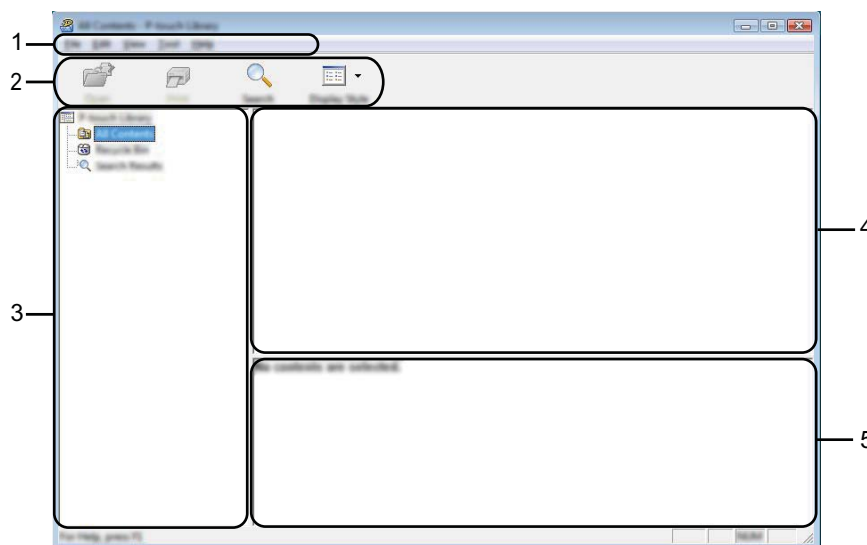 All Contents - P-touch Library
1
File Edit View Tool Help
2
Open Print Search Display Style
P-touch Library
All Contents
Recycle Bin
Search Results
3
4
No contents are selected.
5
For Help, press F1
NUM